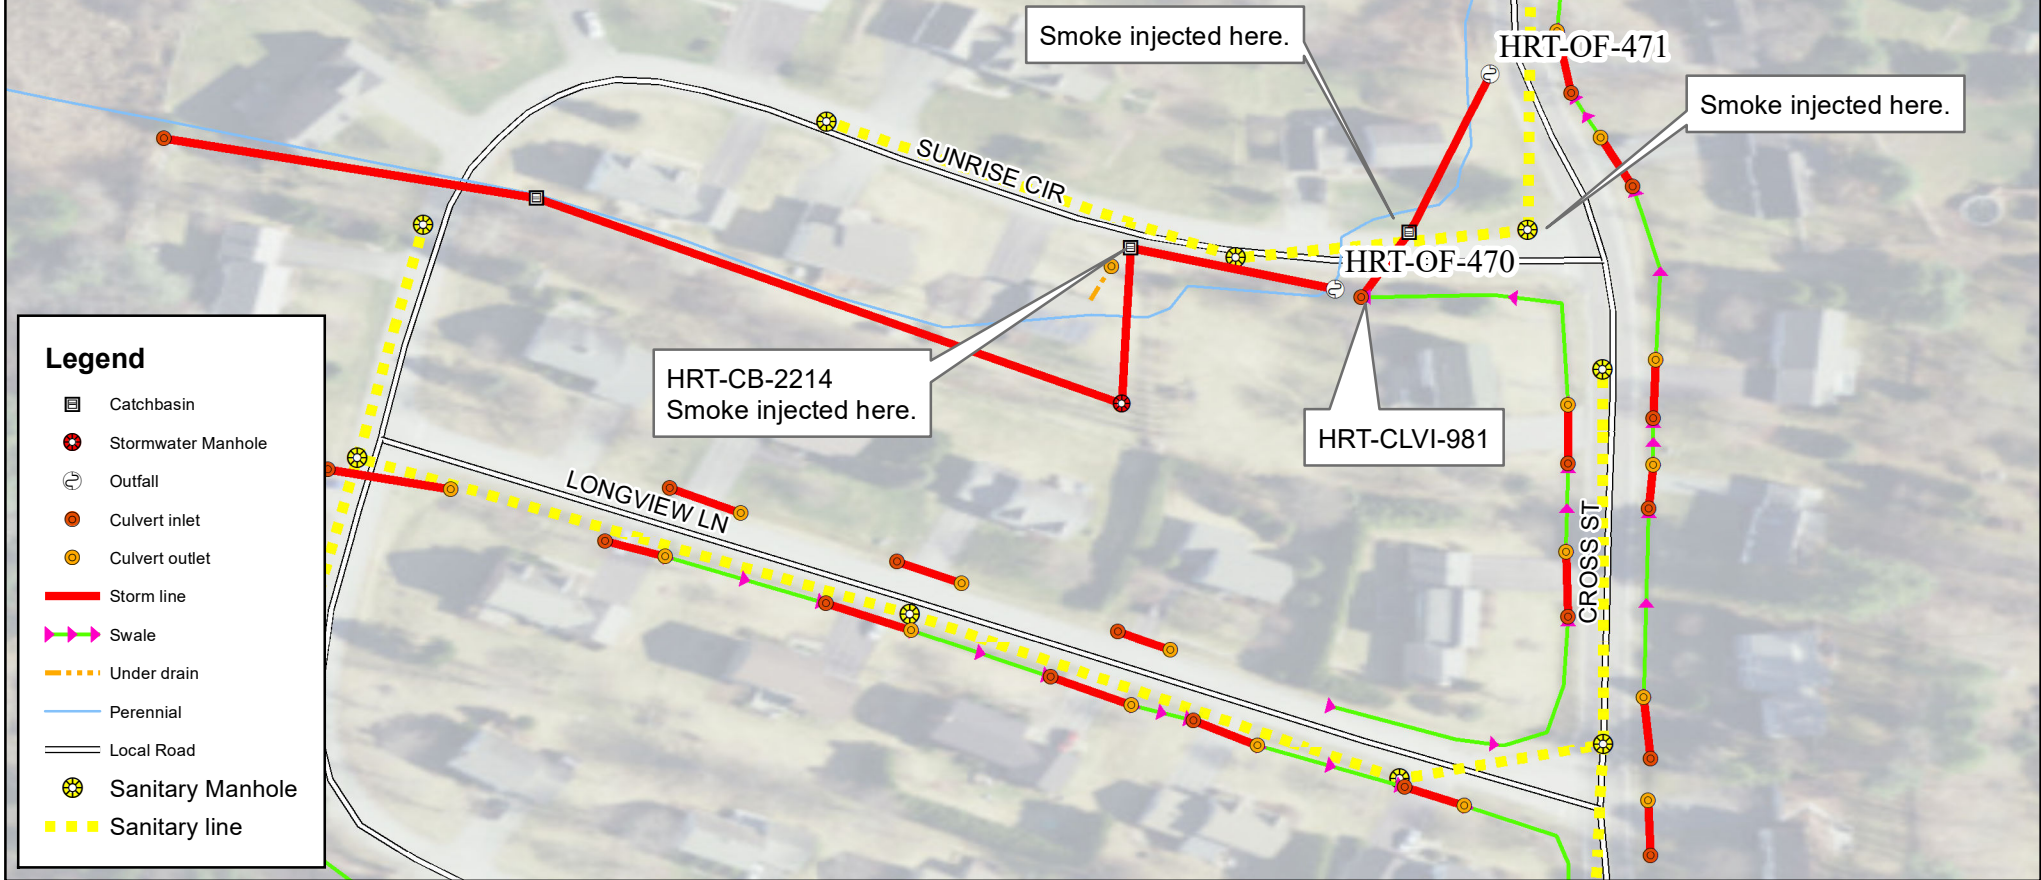 Smoke injected here.
HRT-OF-471
Smoke injected here.
SUNRISE CIR
HRT-OF-470
HRT-CB-2214
Smoke injected here.
HRT-CLVI-981
LONGVIEW LN
CROSS ST
Legend
Catchbasin
Stormwater Manhole
Outfall
Culvert inlet
Culvert outlet
Storm line
Swale
Under drain
Perennial
Local Road
Sanitary Manhole
Sanitary line